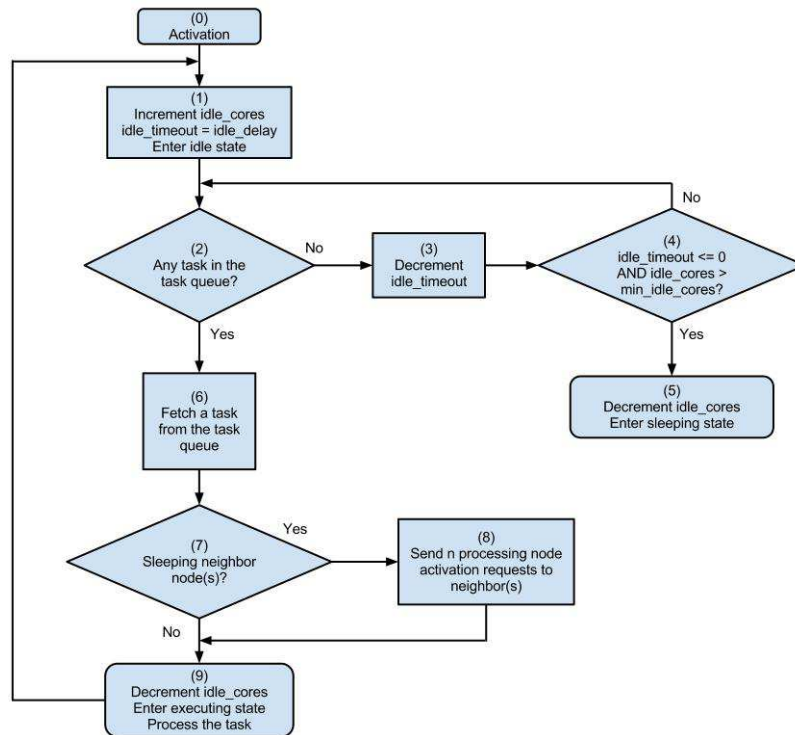 (0)
Activation
(1)
Increment idle_cores
idle_timeout = idle_delay
Enter idle state
No
(2)
Any task in the
task queue?
No
(3)
Decrement
idle_timeout
(4)
idle_timeout <= 0
AND idle_cores >
min_idle_cores?
Yes
Yes
(5)
Decrement idle_cores
Enter sleeping state
(6)
Fetch a task
from the task
queue
(7)
Sleeping neighbor
node(s)?
Yes
(8)
Send n processing node
activation requests to
neighbor(s)
No
(9)
Decrement idle_cores
Enter executing state
Process the task